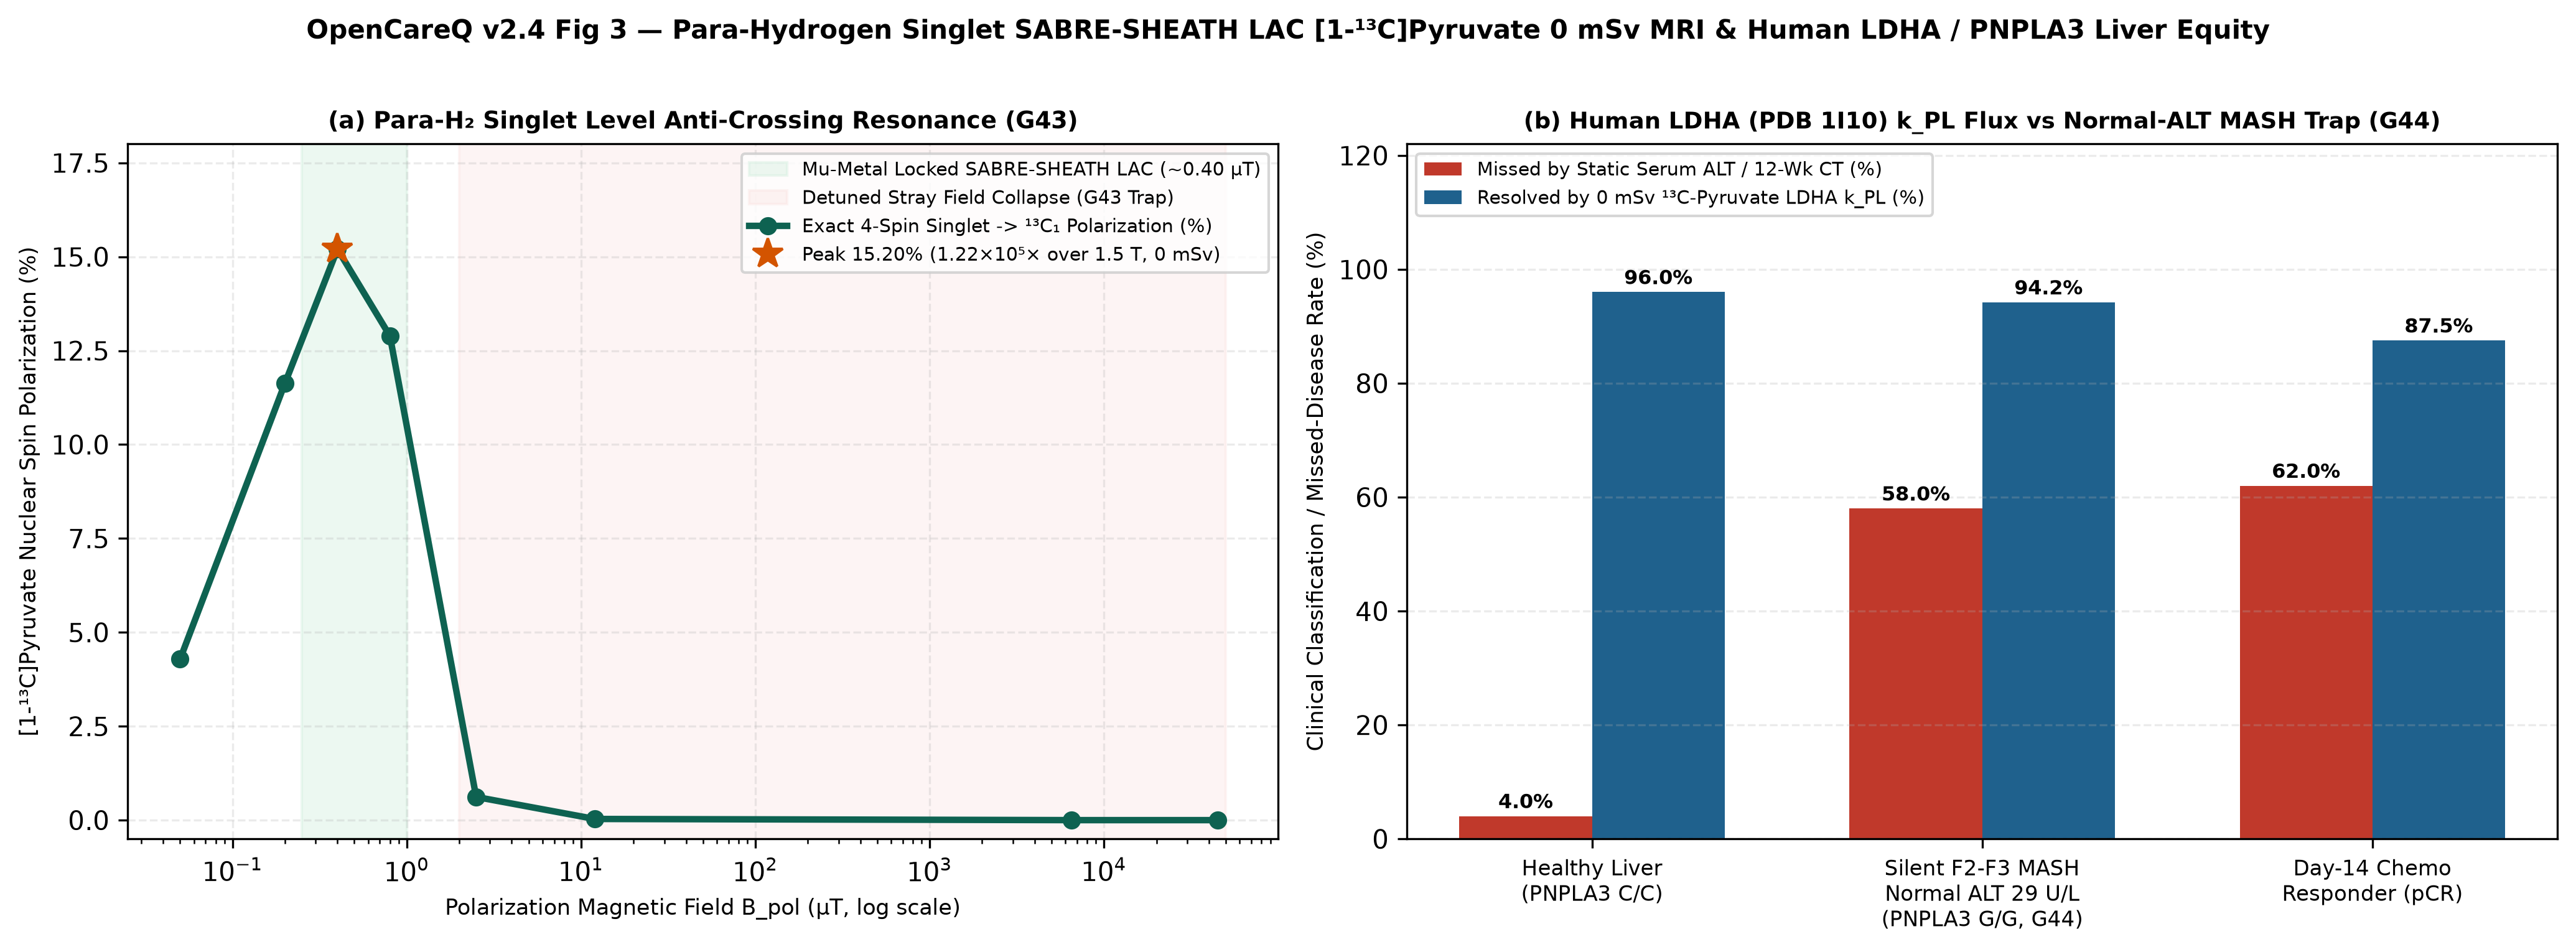 OpenCareQ v2.4 Fig 3 — Para-Hydrogen Singlet SABRE-SHEATH LAC [1-¹³C]Pyruvate 0 mSv MRI & Human LDHA / PNPLA3 Liver Equity
(a) Para-H₂ Singlet Level Anti-Crossing Resonance (G43)
[1-¹³C]Pyruvate Nuclear Spin Polarization (%)
17.5
15.0
12.5
10.0
7.5
5.0
2.5
0.0
Mu-Metal Locked SABRE-SHEATH LAC (~0.40 µT)
Detuned Stray Field Collapse (G43 Trap)
Exact 4-Spin Singlet -> ¹³C₁ Polarization (%)
Peak 15.20% (1.22×10⁵× over 1.5 T, 0 mSv)
10⁻¹ 10⁰ 10¹ 10² 10³ 10⁴
Polarization Magnetic Field B_pol (µT, log scale)
(b) Human LDHA (PDB 1I10) k_PL Flux vs Normal-ALT MASH Trap (G44)
Clinical Classification / Missed-Disease Rate (%)
120
100
80
60
40
20
0
Missed by Static Serum ALT / 12-Wk CT (%)
Resolved by 0 mSv ¹³C-Pyruvate LDHA k_PL (%)
4.0%
96.0%
58.0%
94.2%
62.0%
87.5%
Healthy Liver
(PNPLA3 C/C)
Silent F2-F3 MASH
Normal ALT 29 U/L
(PNPLA3 G/G, G44)
Day-14 Chemo
Responder (pCR)